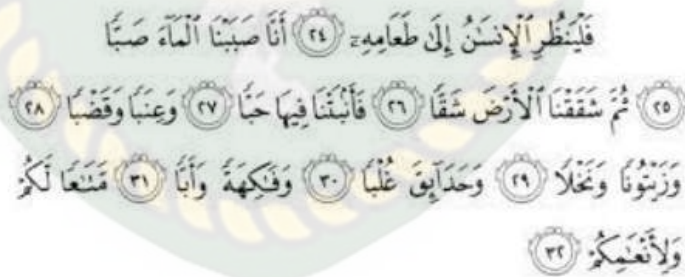 فَلْيَنظُرِ ٱلْإِنسَـٰنُ إِلَىٰ طَعَامِهِۦٓ ٢٤ أَنَّا صَبَبْنَا ٱلْمَآءَ صَبًّا
٢٥ ثُمَّ شَقَقْنَا ٱلْأَرْضَ شَقًّا ٢٦ فَأَنۢبَتْنَا فِيهَا حَبًّا ٢٧ وَعِنَبًا وَقَضْبًا ٢٨
وَزَيْتُونًا وَنَخْلًا ٢٩ وَحَدَآئِقَ غُلْبًا ٣٠ وَفَـٰكِهَةً وَأَبًّا ٣١ مَّتَـٰعًا لَّكُمْ
وَلِأَنْعَـٰمِكُمْ ٣٢